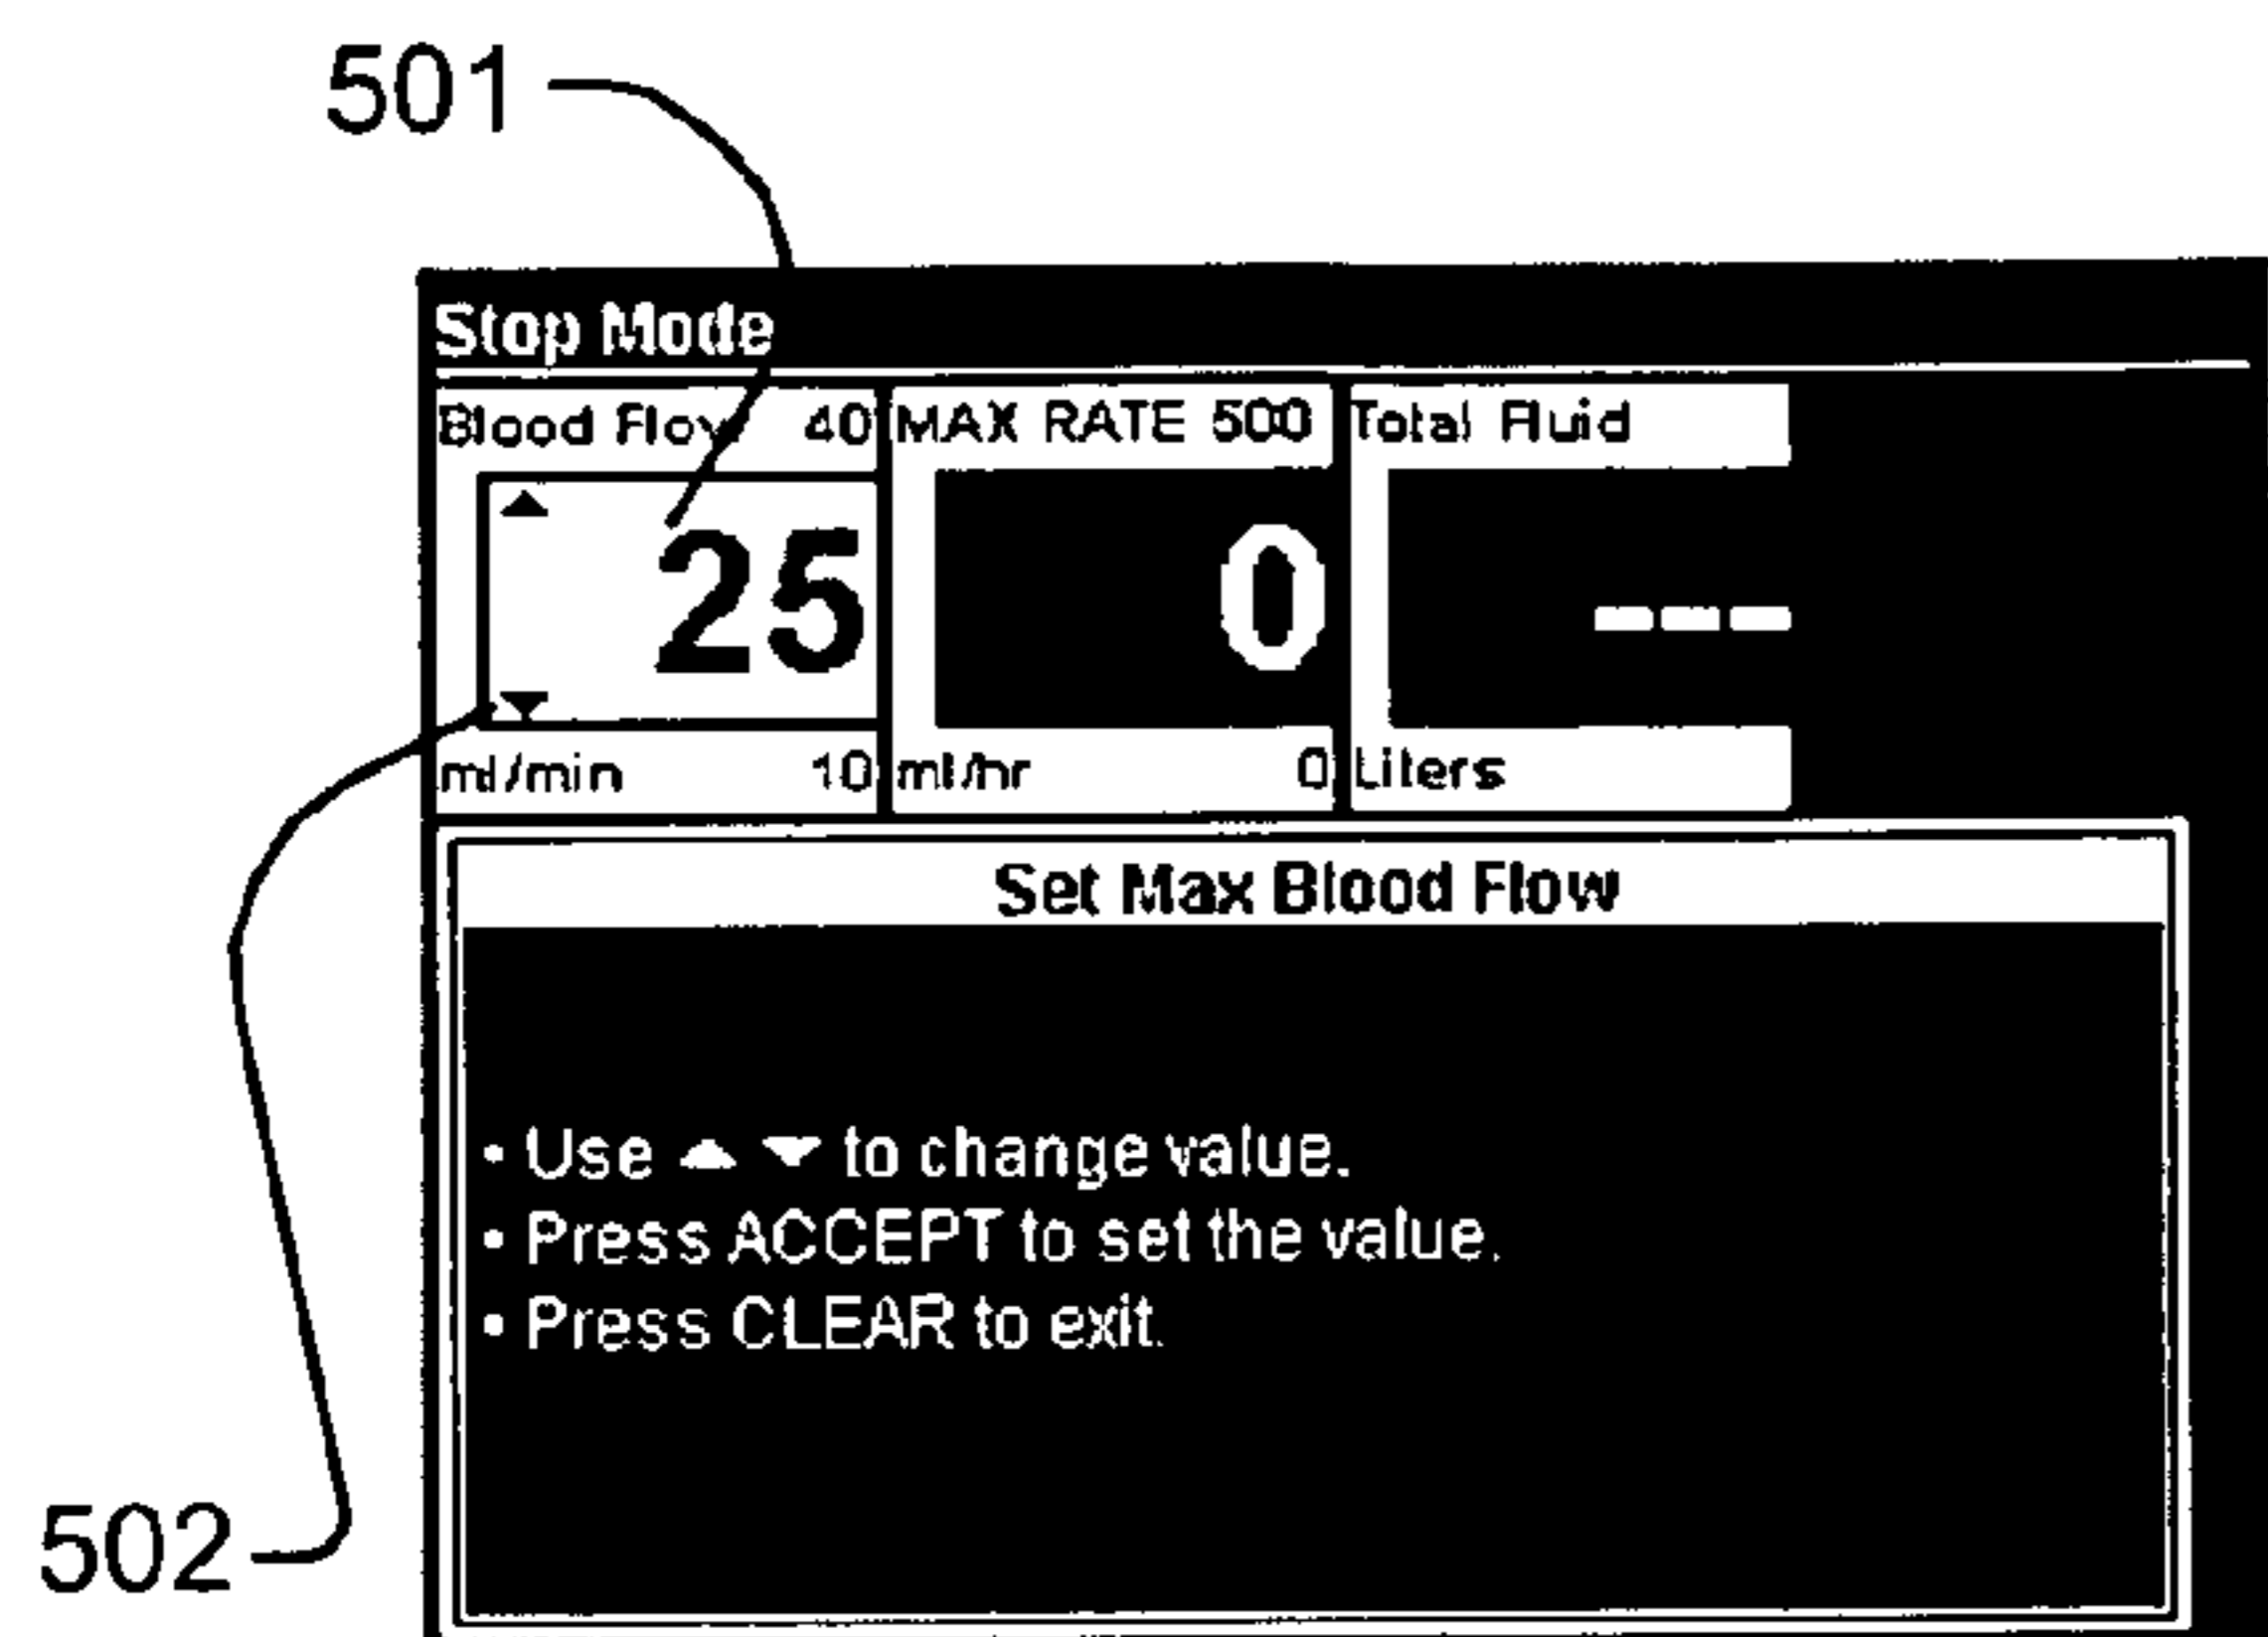 501
Stop Mode
Blood Flow 40 MAX RATE 500 Total Fluid
25 0 ---
ml/min 10 ml/hr 0 Liters
Set Max Blood Flow
• Use ▲ ▼ to change value.
• Press ACCEPT to set the value.
• Press CLEAR to exit.
502